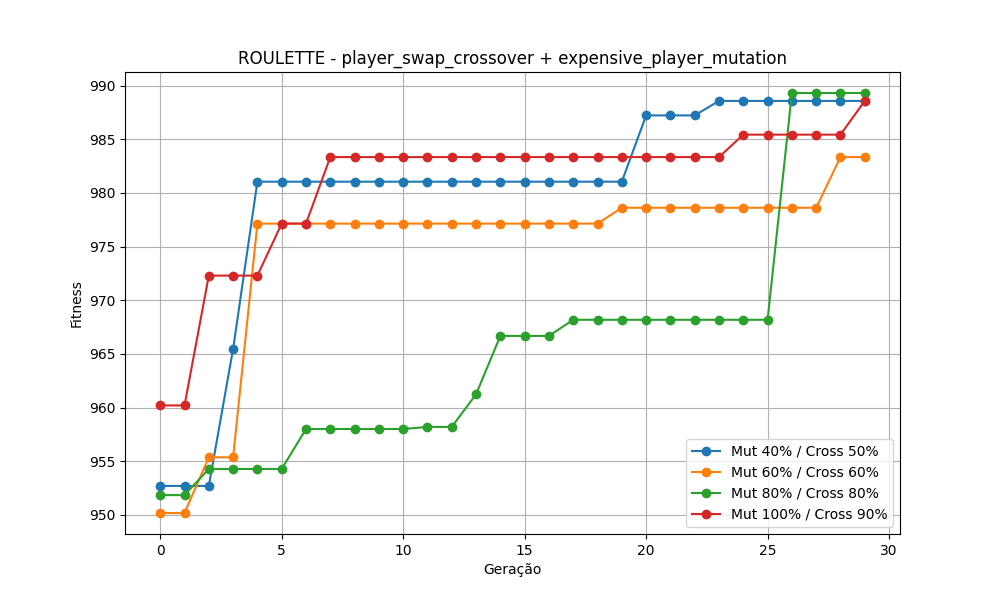 ROULETTE - player_swap_crossover + expensive_player_mutation
990
985
980
975
970
965
960
955
950
Fitness
0
5
10
15
20
25
30
Geração
Mut 40% / Cross 50%
Mut 60% / Cross 60%
Mut 80% / Cross 80%
Mut 100% / Cross 90%